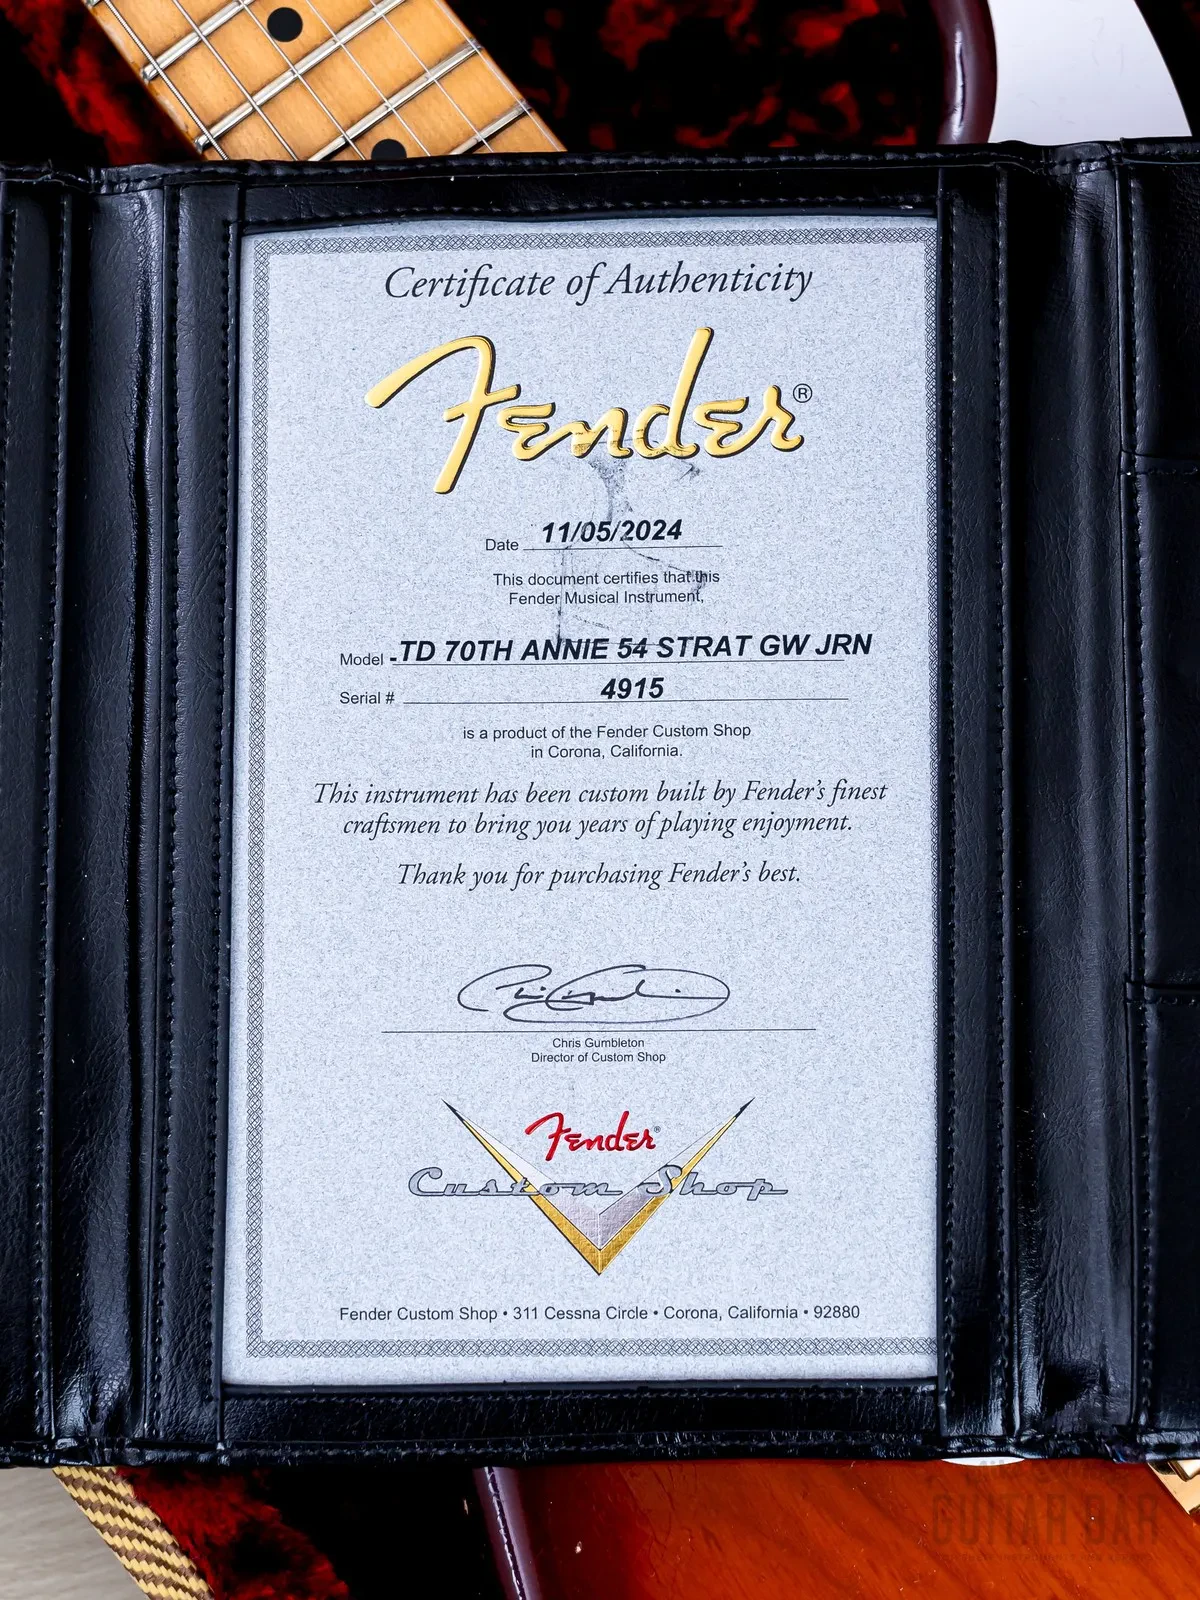 Certificate of Authenticity
Fender®
Date 11/05/2024
This document certifies that this
Fender Musical Instrument,
Model -TD 70TH ANNIE 54 STRAT GW JRN
Serial # 4915
is a product of the Fender Custom Shop
in Corona, California.
This instrument has been custom built by Fender's finest
craftsmen to bring you years of playing enjoyment.
Thank you for purchasing Fender's best.
Chris Gumbleton
Director of Custom Shop
Fender®
Custom Shop
Fender Custom Shop • 311 Cessna Circle • Corona, California • 92880
GUITAR BAR